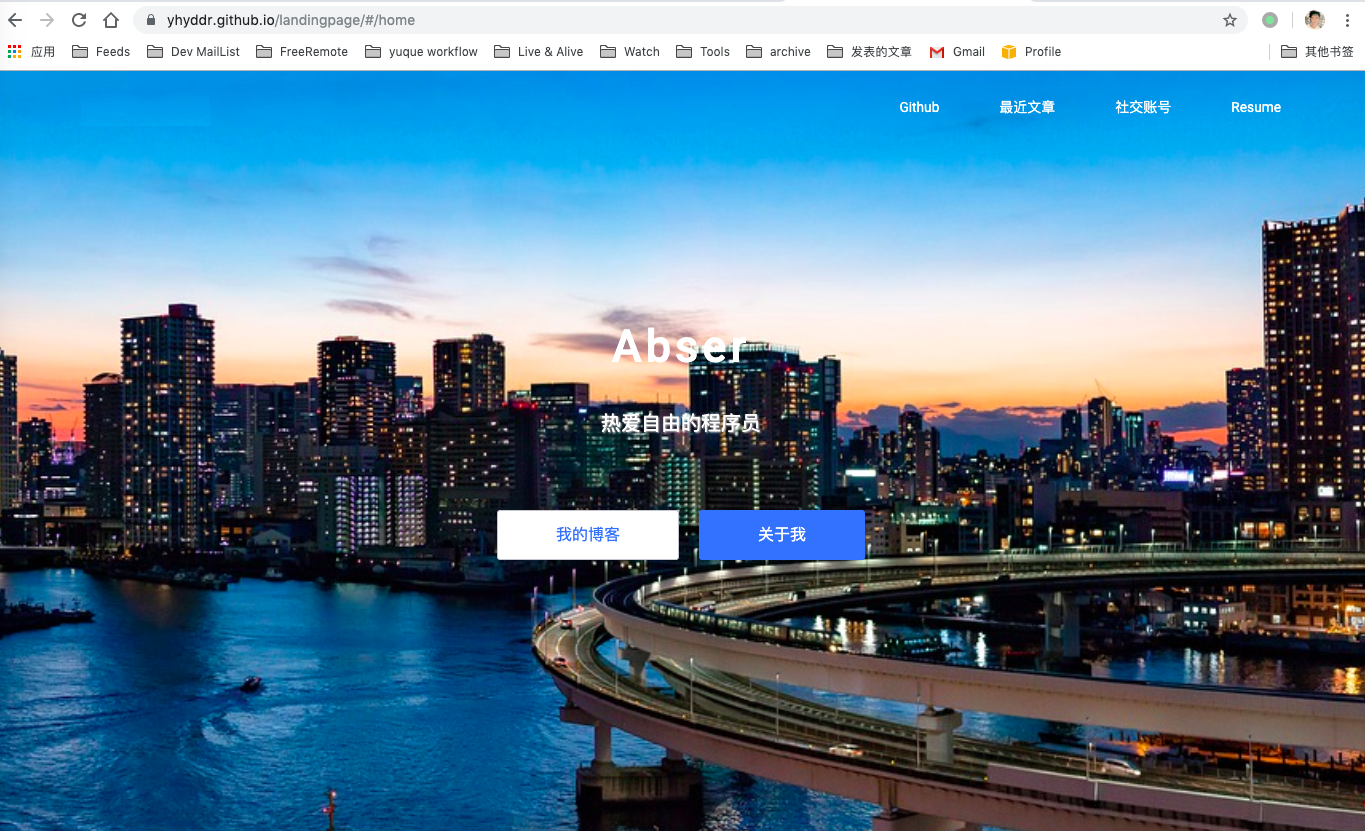 yhyddr.github.io/landingpage/#/home
应用 Feeds Dev MailList FreeRemote yuque workflow Live & Alive Watch Tools archive 发表的文章 Gmail Profile 其他书签
Github 最近文章 社交账号 Resume
Abser
热爱自由的程序员
我的博客 关于我